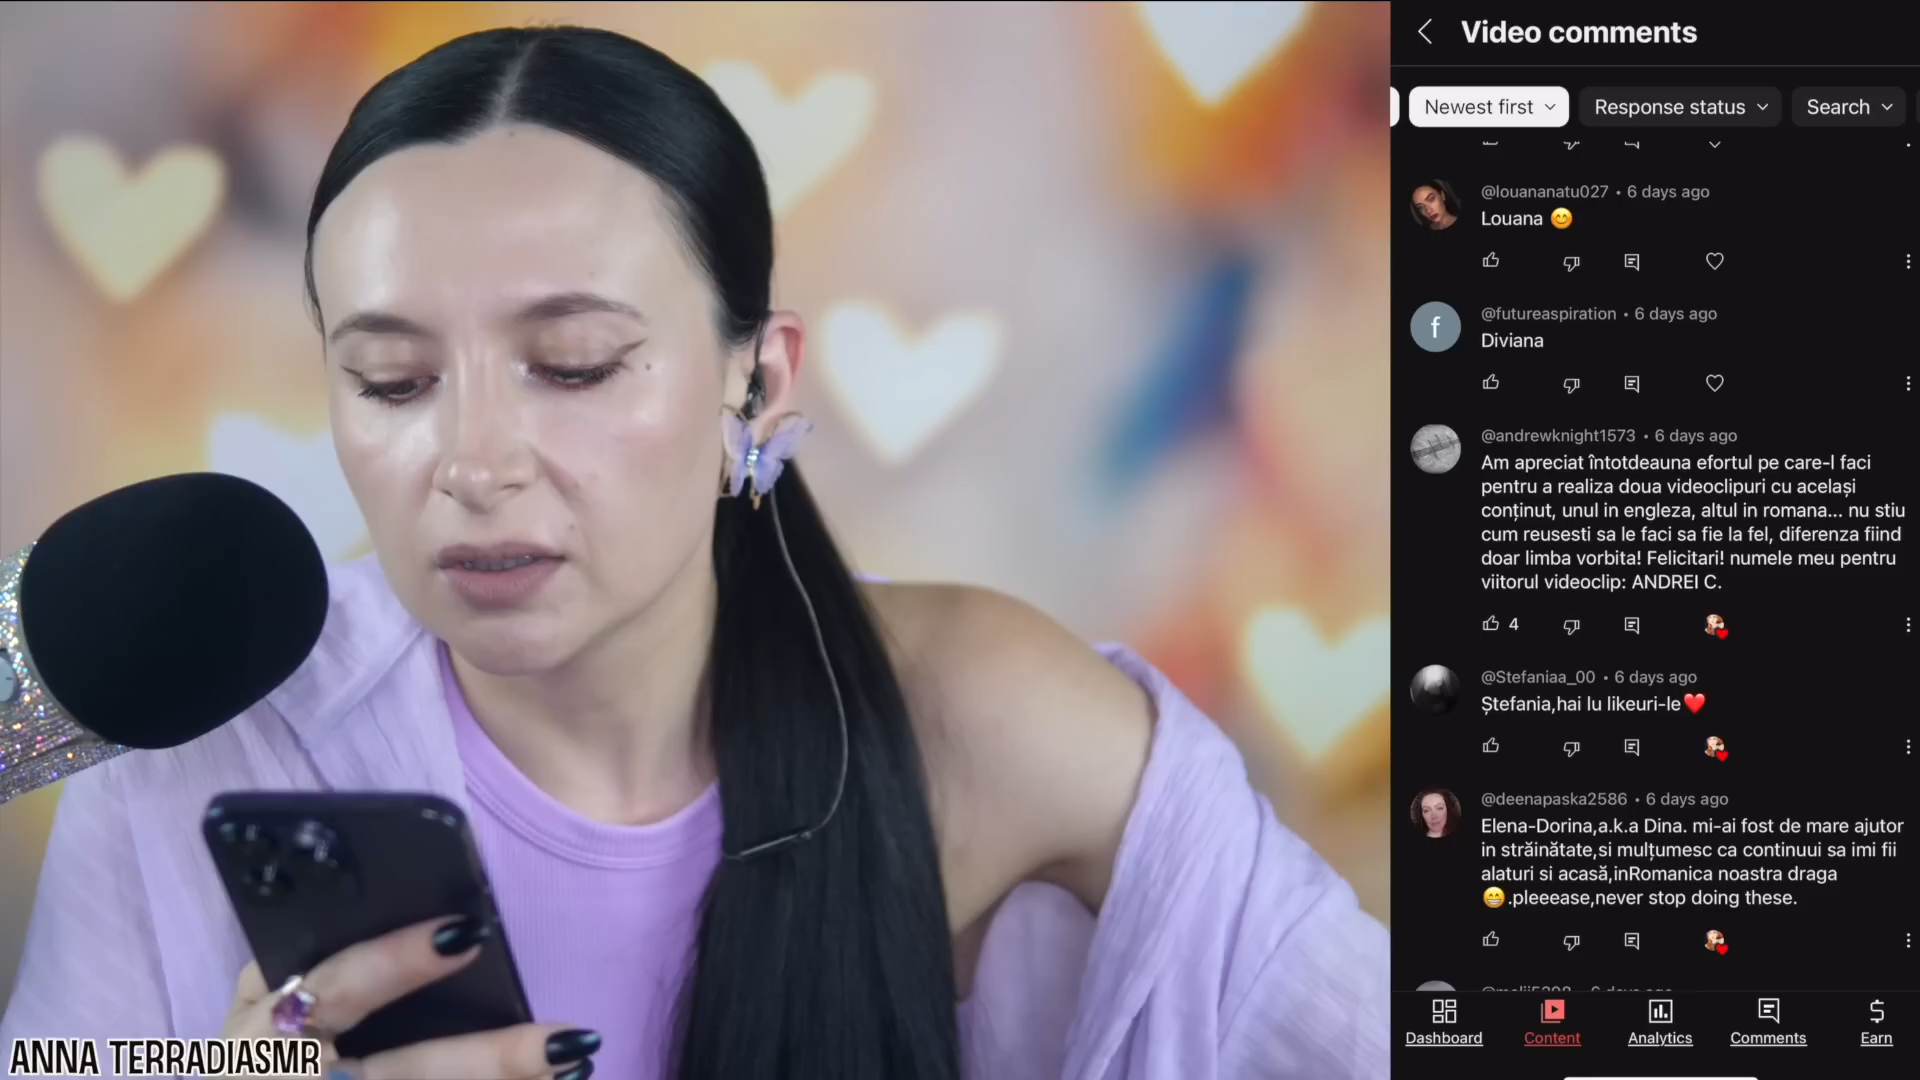 Video comments
Newest first
Response status
Search
@louananatu027 • 6 days ago
Louana 😊
f
@futureaspiration • 6 days ago
Diviana
@andrewknight1573 • 6 days ago
Am apreciat întotdeauna efortul pe care-l faci
pentru a realiza doua videoclipuri cu același
conținut, unul in engleza, altul in romana... nu stiu
cum reusesti sa le faci sa fie la fel, diferenza fiind
doar limba vorbita! Felicitari! numele meu pentru
viitorul videoclip: ANDREI C.
4
@Stefaniaa_00 • 6 days ago
Ștefania,hai lu likeuri-le❤️
@deenapaska2586 • 6 days ago
Elena-Dorina,a.k.a Dina. mi-ai fost de mare ajutor
in străinătate,si mulțumesc ca continuui sa imi fii
alaturi si acasă,inRomanica noastra draga
😁.pleeease,never stop doing these.
Dashboard
Content
Analytics
Comments
Earn
ANNA TERRADIASMR